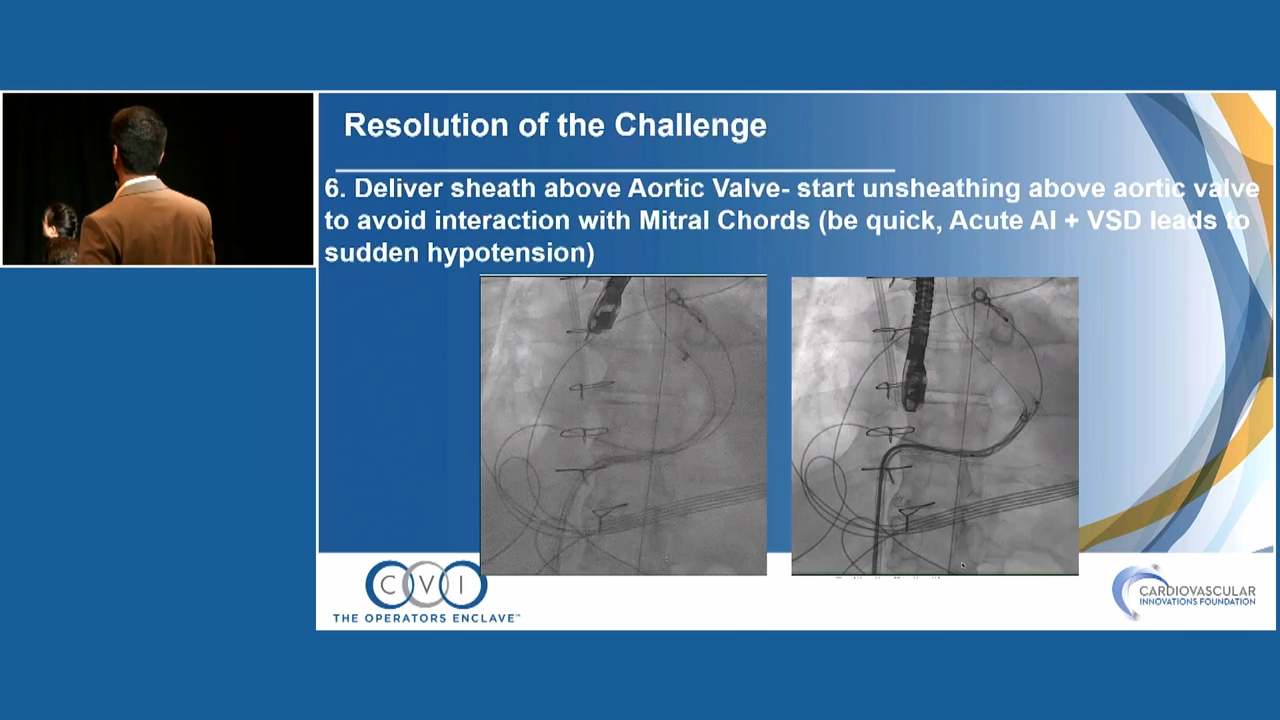 Resolution of the Challenge
6. Deliver sheath above Aortic Valve- start unsheathing above aortic valve
to avoid interaction with Mitral Chords (be quick, Acute AI + VSD leads to
sudden hypotension)
CVI
THE OPERATORS ENCLAVE™
CARDIOVASCULAR
INNOVATIONS FOUNDATION